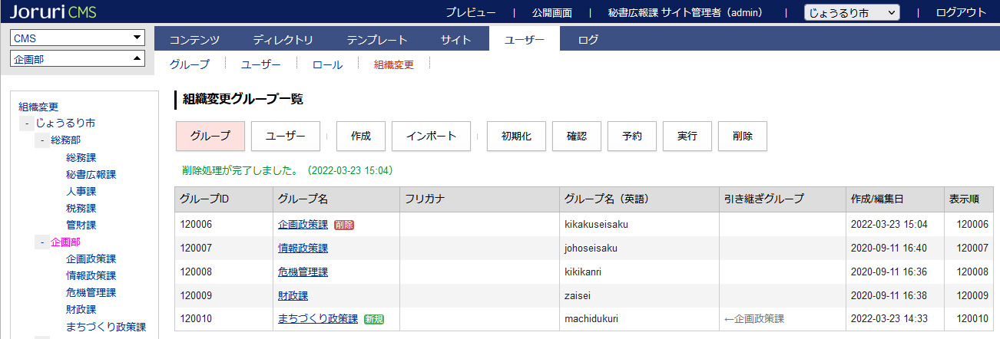 Joruri CMS プレビュー | 公開画面 | 秘書広報課 サイト管理者（admin） | じょうるり市 | ログアウト
CMS
企画部
コンテンツ ディレクトリ テンプレート サイト ユーザー ログ
グループ ユーザー ロール 組織変更
組織変更
- じょうるり市
- 総務部
総務課
秘書広報課
人事課
税務課
管財課
- 企画部
企画政策課
情報政策課
危機管理課
財政課
まちづくり政策課
組織変更グループ一覧
グループ ユーザー | 作成 インポート | 初期化 確認 予約 実行 削除
削除処理が完了しました。（2022-03-23 15:04）
グループID グループ名 フリガナ グループ名（英語） 引き継ぎグループ 作成/編集日 表示順
120006 企画政策課 削除 kikakuseisaku 2022-03-23 15:04 120006
120007 情報政策課 johoseisaku 2020-09-11 16:40 120007
120008 危機管理課 kikikanri 2020-09-11 16:36 120008
120009 財政課 zaisei 2020-09-11 16:38 120009
120010 まちづくり政策課 新規 machidukuri ←企画政策課 2022-03-23 14:33 120010